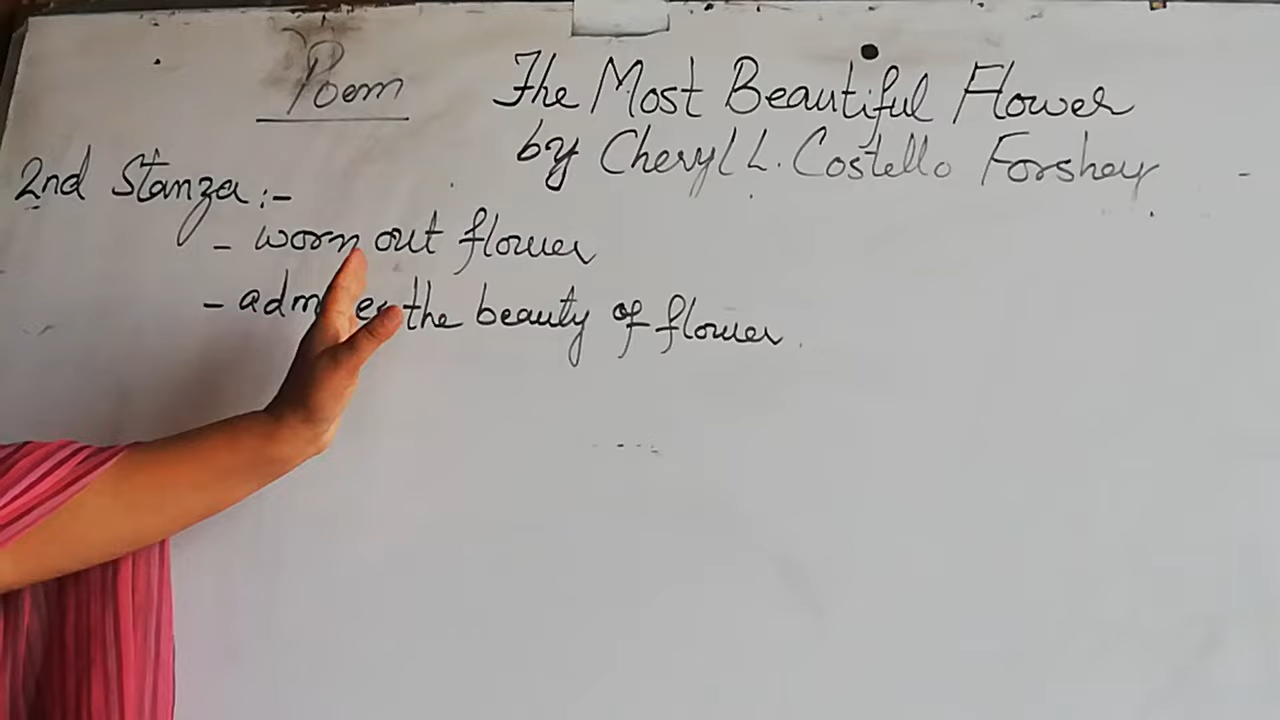 Poem
The Most Beautiful Flower
by Cheryl L. Costello Forshey
2nd Stanza :-
- worn out flower
- the beauty of flower